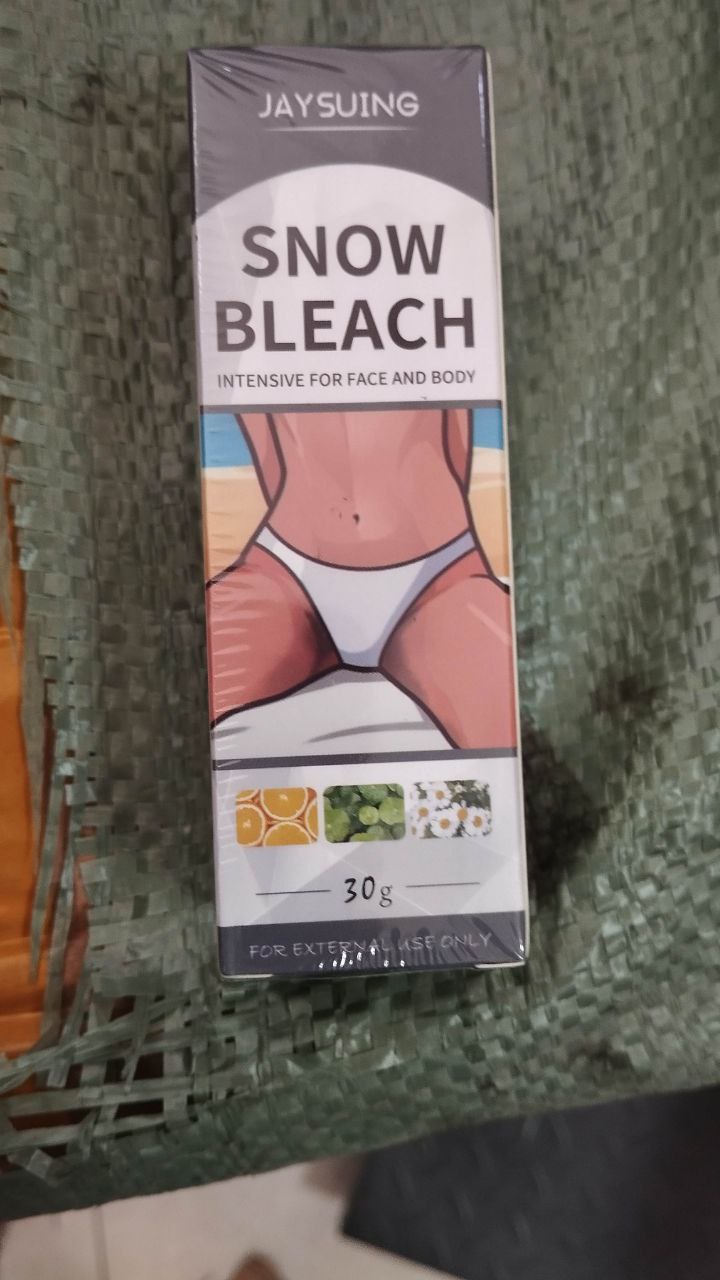 JAYSUING
SNOW
BLEACH
INTENSIVE FOR FACE AND BODY
30g
FOR EXTERNAL USE ONLY